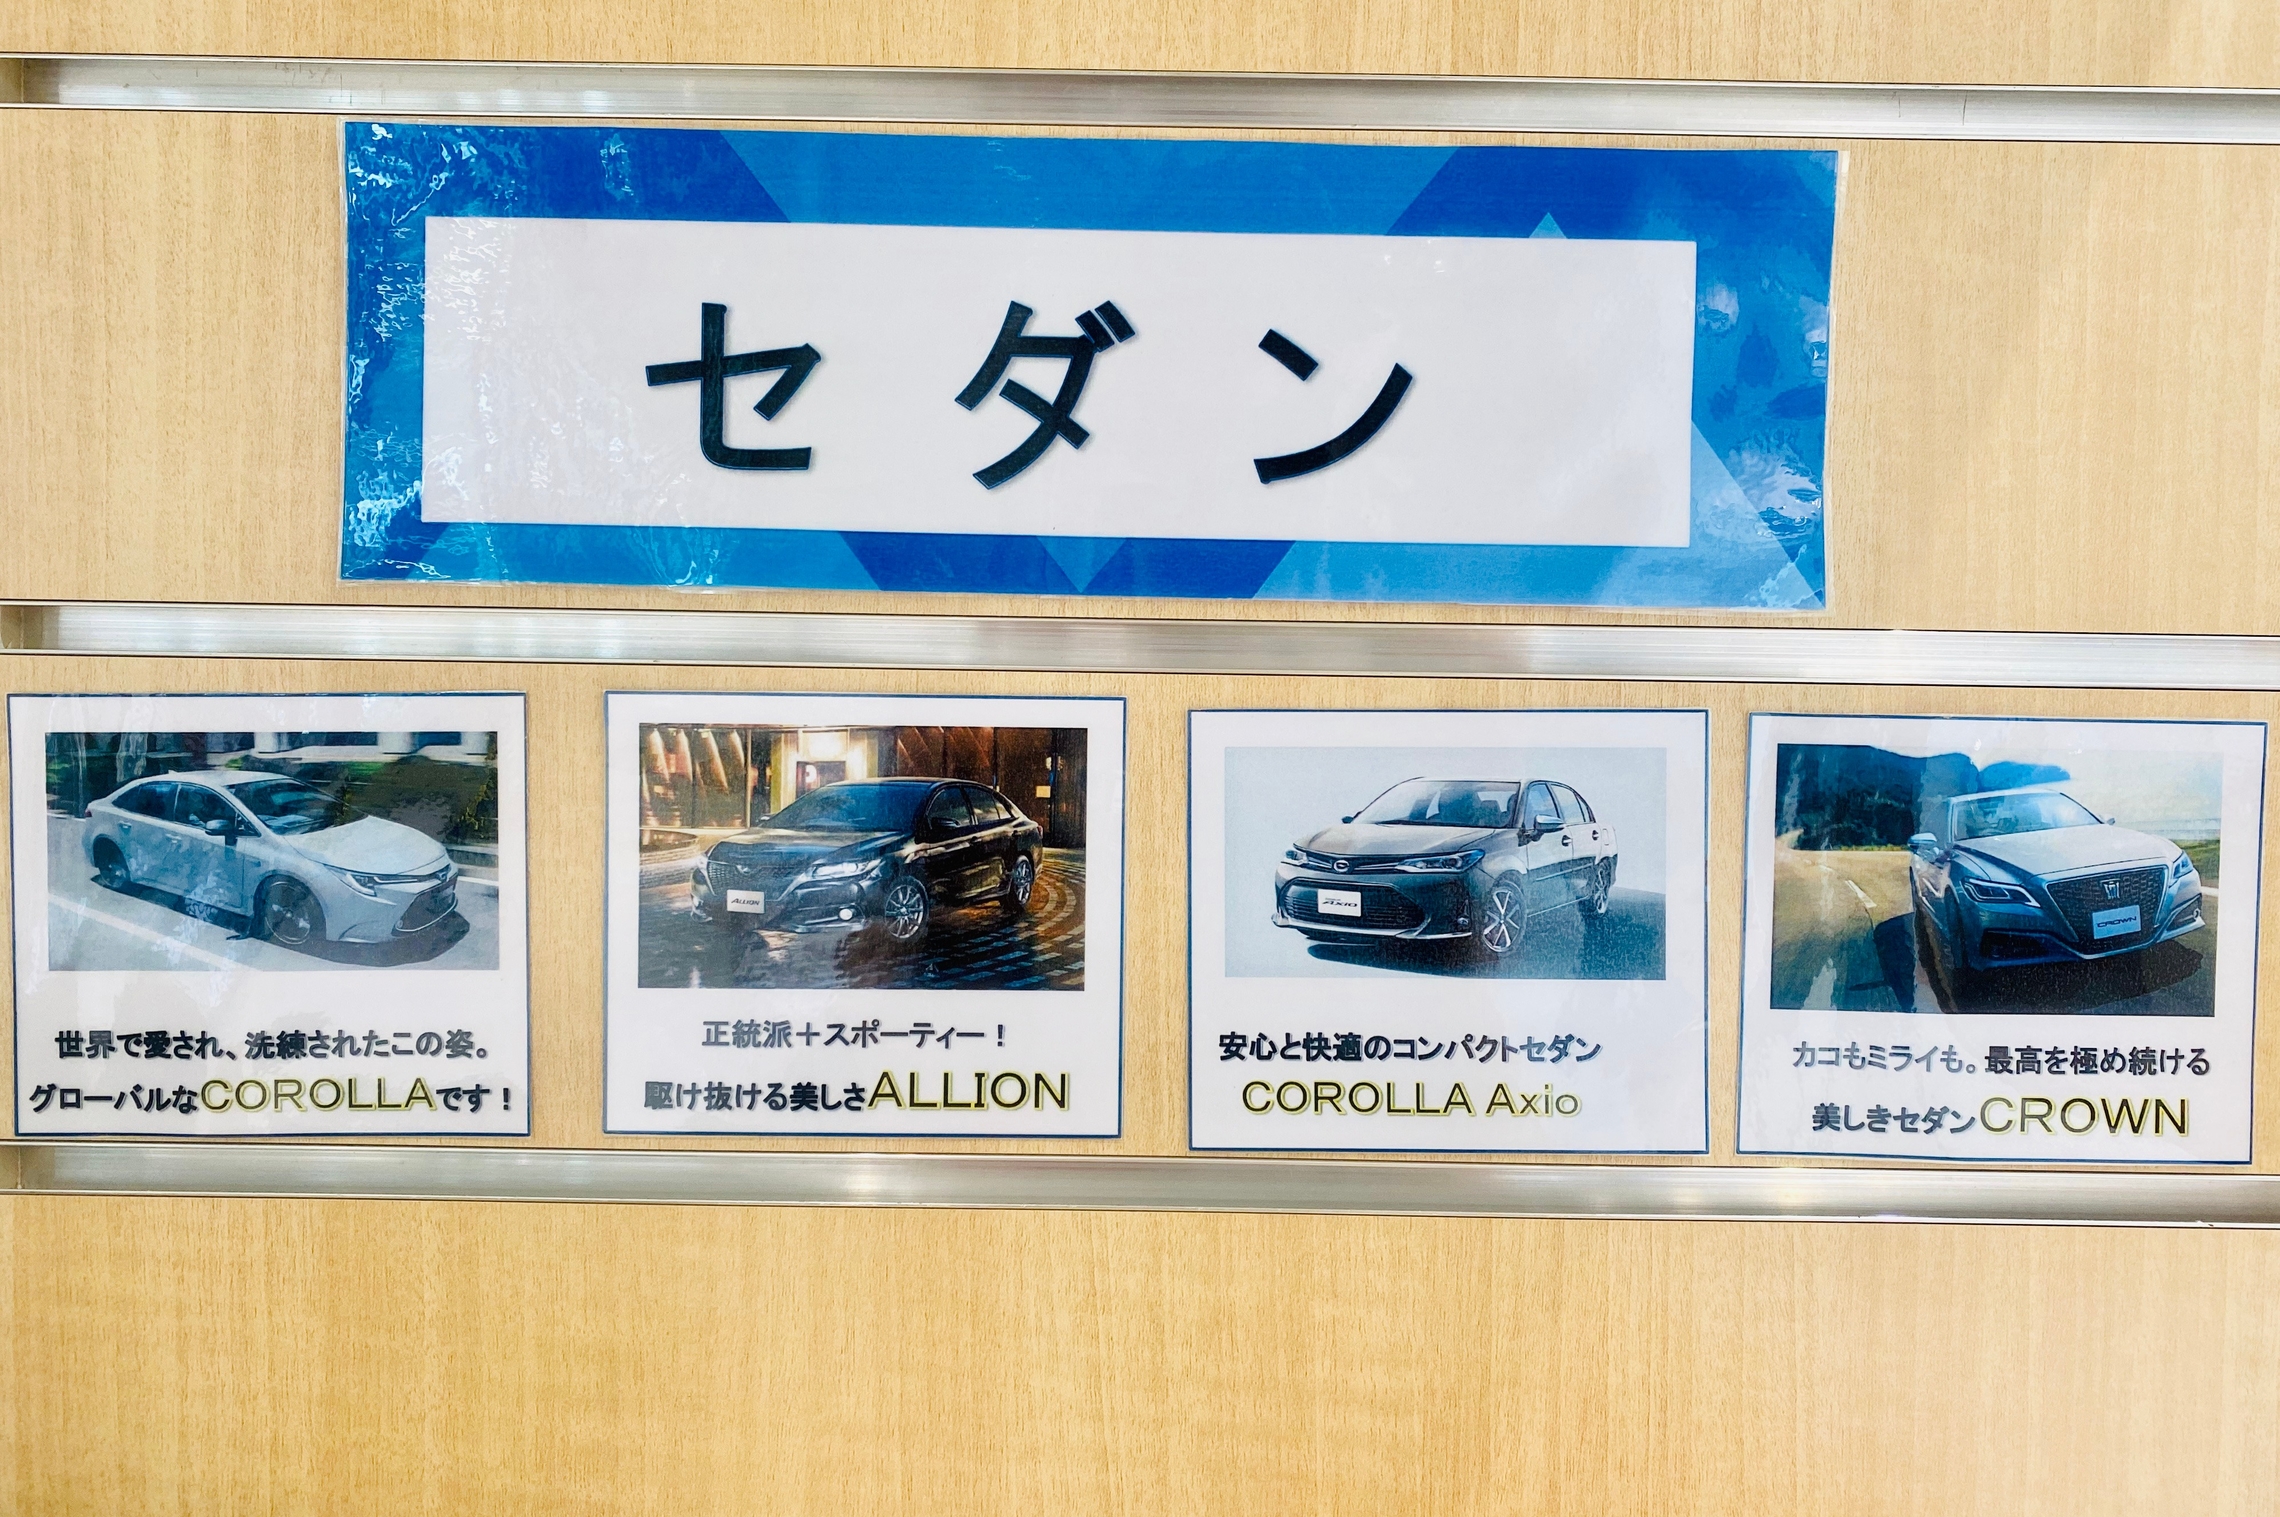 セダン
世界で愛され、洗練されたこの姿。
グローバルなCOROLLAです！
ALLION
正統派＋スポーティー！
駆け抜ける美しさALLION
AXIO
安心と快適のコンパクトセダン
COROLLA Axio
CROWN
カコもミライも。最高を極め続ける
美しきセダンCROWN